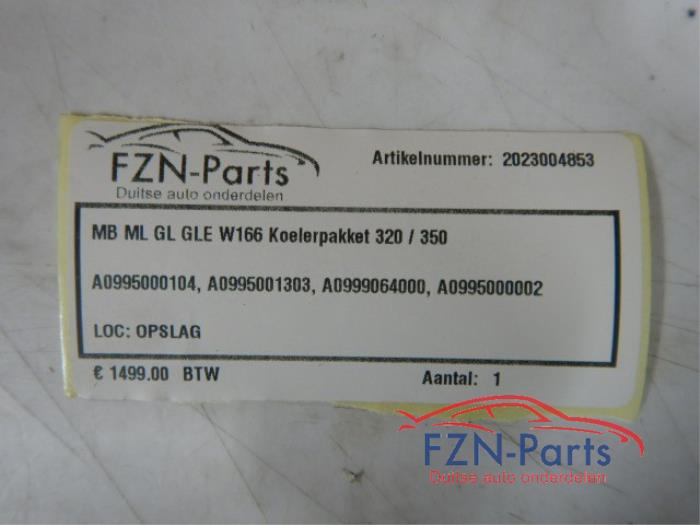 FZN-Parts
Duitse auto onderdelen
Artikelnummer: 2023004853
MB ML GL GLE W166 Koelerpakket 320 / 350
A0995000104, A0995001303, A0999064000, A0995000002
LOC: OPSLAG
€ 1499.00 BTW
Aantal: 1
FZN-Parts
Duitse auto onderdelen